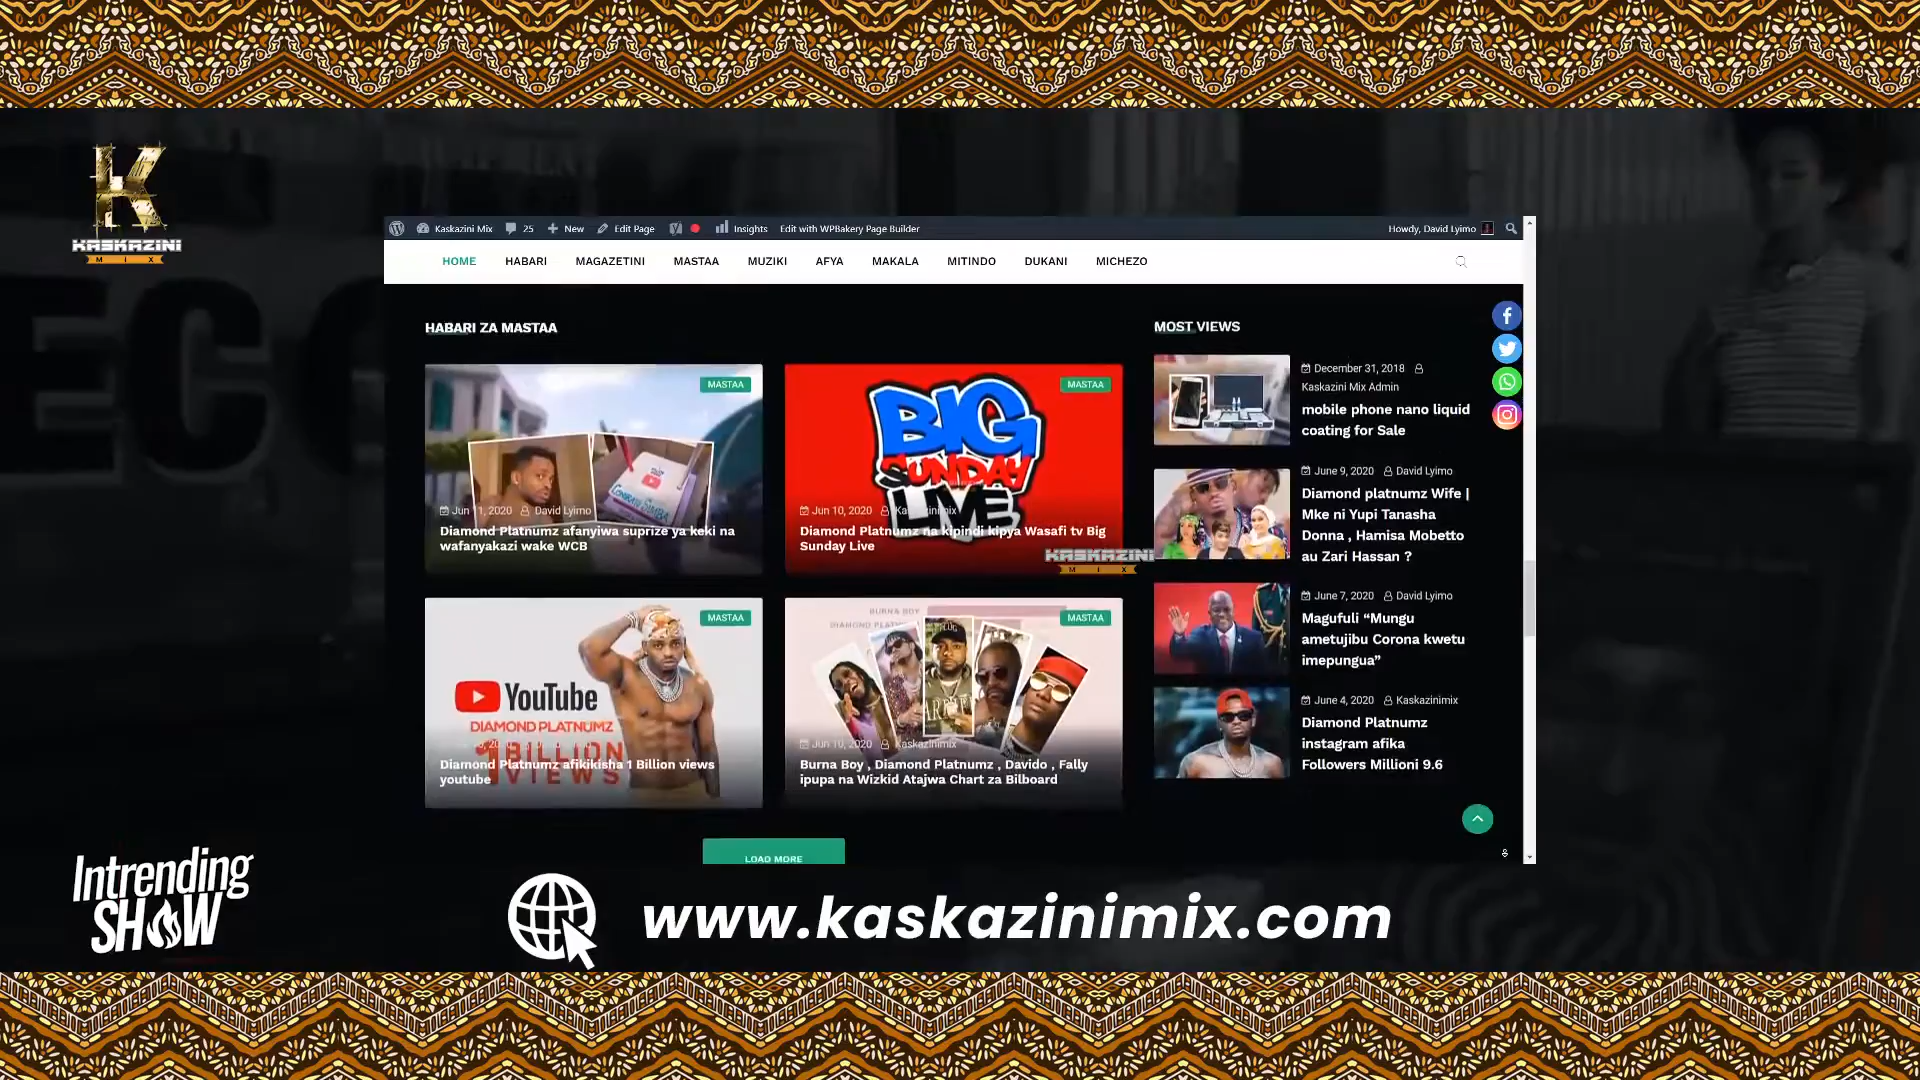 K
KASKAZINI
MIX
Kaskazini Mix 25 New Edit Page Insights Edit with WPBakery Page Builder Howdy, David Lyimo
HOME HABARI MAGAZETINI MASTAA MUZIKI AFYA MAKALA MITINDO DUKANI MICHEZO
HABARI ZA MASTAA
MASTAA
Jun 11, 2020 David Lyimo
Diamond Platnumz afanyiwa suprize ya keki na
wafanyakazi wake WCB
MASTAA
BIG
SUNDAY
LIVE
Jun 10, 2020 Kaskazinimix
Diamond Platnumz na kipindi kipya Wasafi tv Big
Sunday Live
KASKAZINI
MIX
MASTAA
YouTube
DIAMOND PLATNUMZ
1 BILLION
VIEWS
Diamond Platnumz afikikisha 1 Billion views
youtube
BURNA BOY
MASTAA
Jun 10, 2020 Kaskazinimix
Burna Boy , Diamond Platnumz , Davido , Fally
ipupa na Wizkid Atajwa Chart za Bilboard
LOAD MORE
MOST VIEWS
December 31, 2018
Kaskazini Mix Admin
mobile phone nano liquid
coating for Sale
June 9, 2020 David Lyimo
Diamond platnumz Wife |
Mke ni Yupi Tanasha
Donna , Hamisa Mobetto
au Zari Hassan ?
June 7, 2020 David Lyimo
Magufuli “Mungu
ametujibu Corona kwetu
imepungua”
June 4, 2020 Kaskazinimix
Diamond Platnumz
instagram afika
Followers Millioni 9.6
Intrending
SHOW
www.kaskazinimix.com